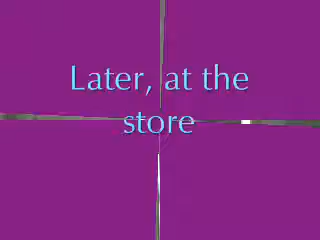 Later, at the
store